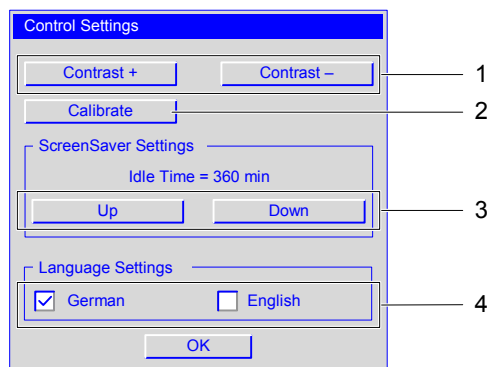 Control Settings
Contrast + Contrast – 1
Calibrate 2
ScreenSaver Settings
Idle Time = 360 min
Up Down 3
Language Settings
German English 4
OK